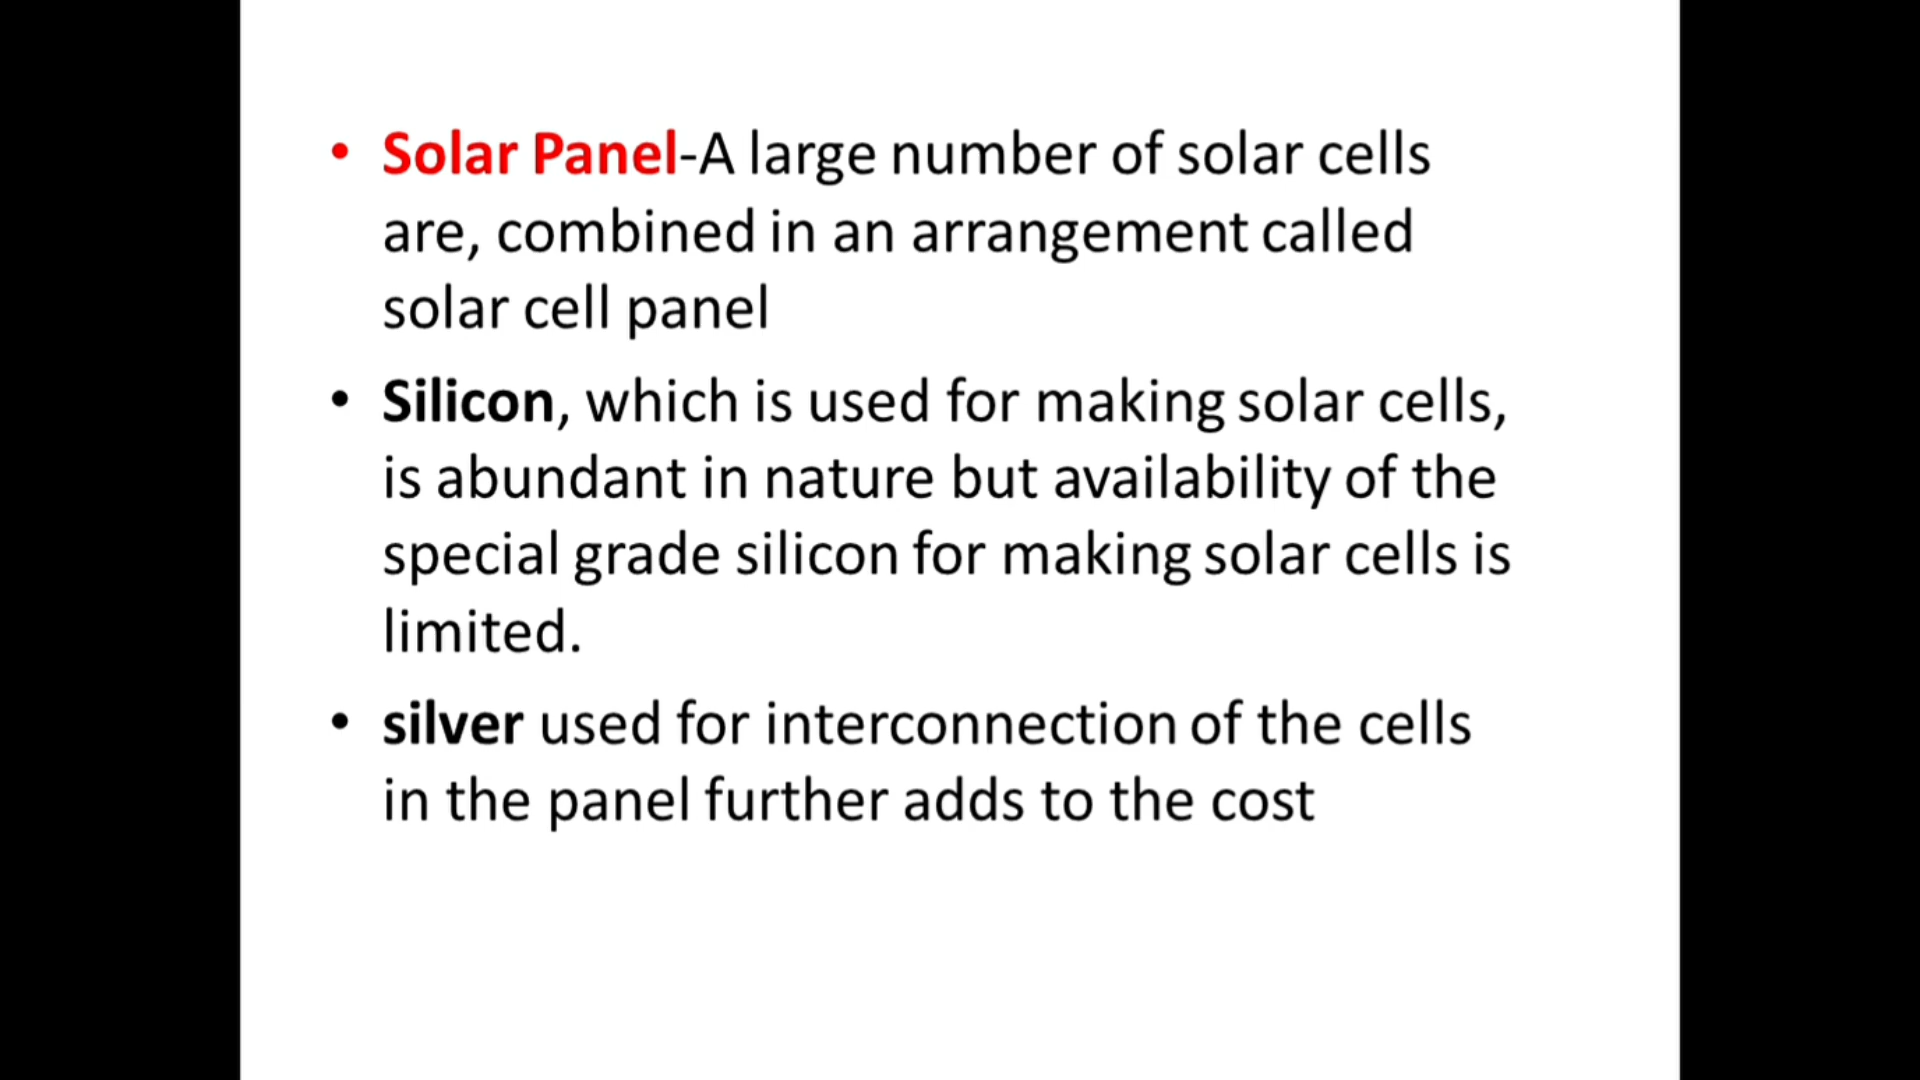 • Solar Panel-A large number of solar cells
are, combined in an arrangement called
solar cell panel
• Silicon, which is used for making solar cells,
is abundant in nature but availability of the
special grade silicon for making solar cells is
limited.
• silver used for interconnection of the cells
in the panel further adds to the cost